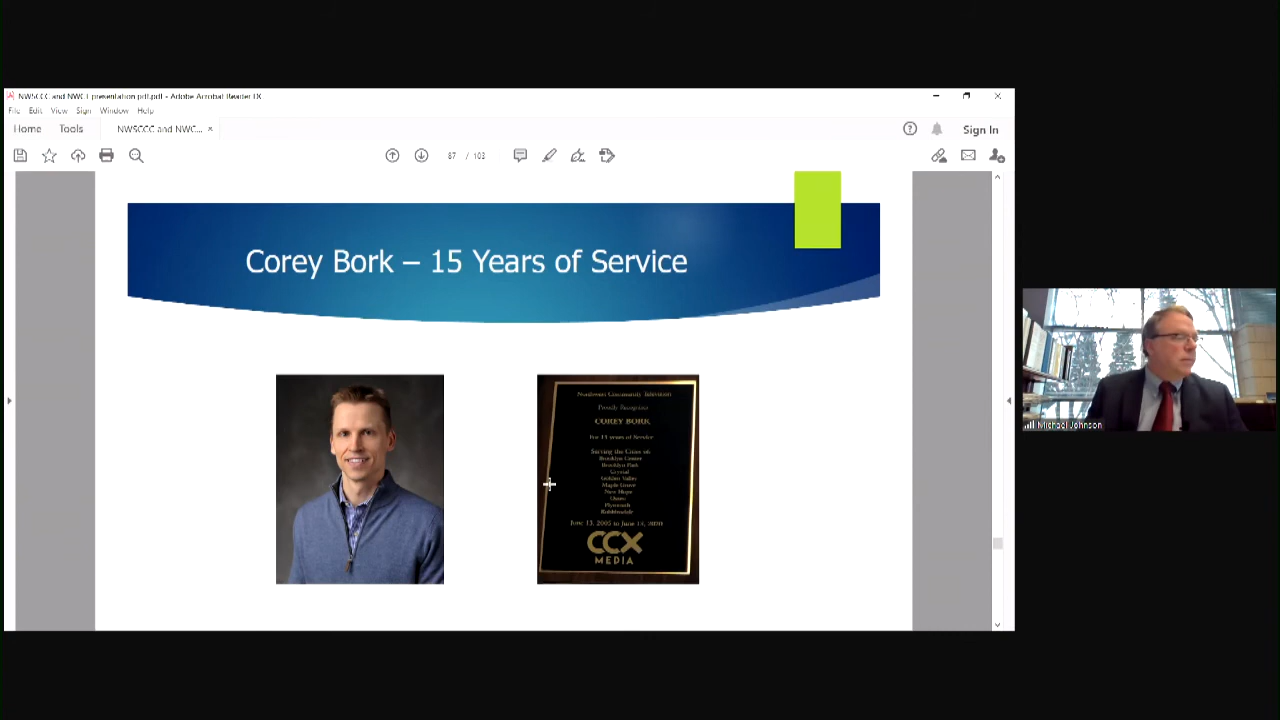 NWSCCC and NWCT presentation pdf.pdf - Adobe Acrobat Reader DC
File Edit View Sign Window Help
Home Tools NWSCCC and NWC... × Sign In
87 / 103
Corey Bork – 15 Years of Service
Northwest Community Television
Proudly Recognizes
COREY BORK
For 15 years of Service
Serving the Cities of:
Brooklyn Center
Brooklyn Park
Crystal
Golden Valley
Maple Grove
New Hope
Osseo
Plymouth
Robbinsdale
June 13, 2005 to June 13, 2020
CCX
MEDIA
Michael Johnson